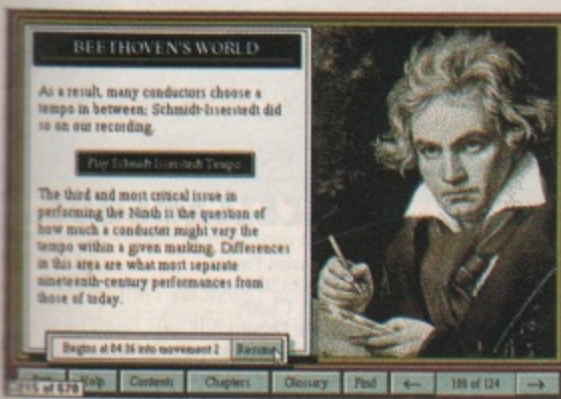 BEETHOVEN'S WORLD
As a result, many conductors choose a
tempo in between; Schmidt-Isserstedt did
so on our recording.
Play Schmidt-Isserstedt Tempo
The third and most critical issue in
performing the Ninth is the question of
how much a conductor might vary the
tempo within a given marking. Differences
in this area are what most separate
nineteenth-century performances from
those of today.
Begins at 04:36 into movement 2
Help Contents Chapters Glossary Find ← 108 of 124 →
of 678